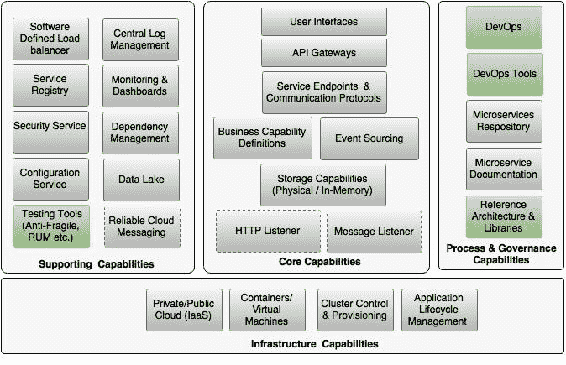 Software
Defined Load
balancer
Central Log
Management
Service
Registry
Monitoring &
Dashboards
Security Service
Dependency
Management
Configuration
Service
Data Lake
Testing Tools
(Anti-Fragile,
RUM etc.)
Reliable Cloud
Messaging
Supporting Capabilities
User Interfaces
API Gateways
Service Endpoints &
Communication Protocols
Business Capability
Definitions
Event Sourcing
Storage Capabilities
(Physical / In-Memory)
HTTP Listener
Message Listener
Core Capabilities
DevOps
DevOps Tools
Microservices
Respository
Microservice
Documentation
Reference
Architecture &
Libraries
Process & Governance
Capabilities
Private/Public
Cloud (IaaS)
Containers/
Virtual
Machines
Cluster Control
& Provisioning
Application
Lifecycle
Management
Infrastructure Capabilities